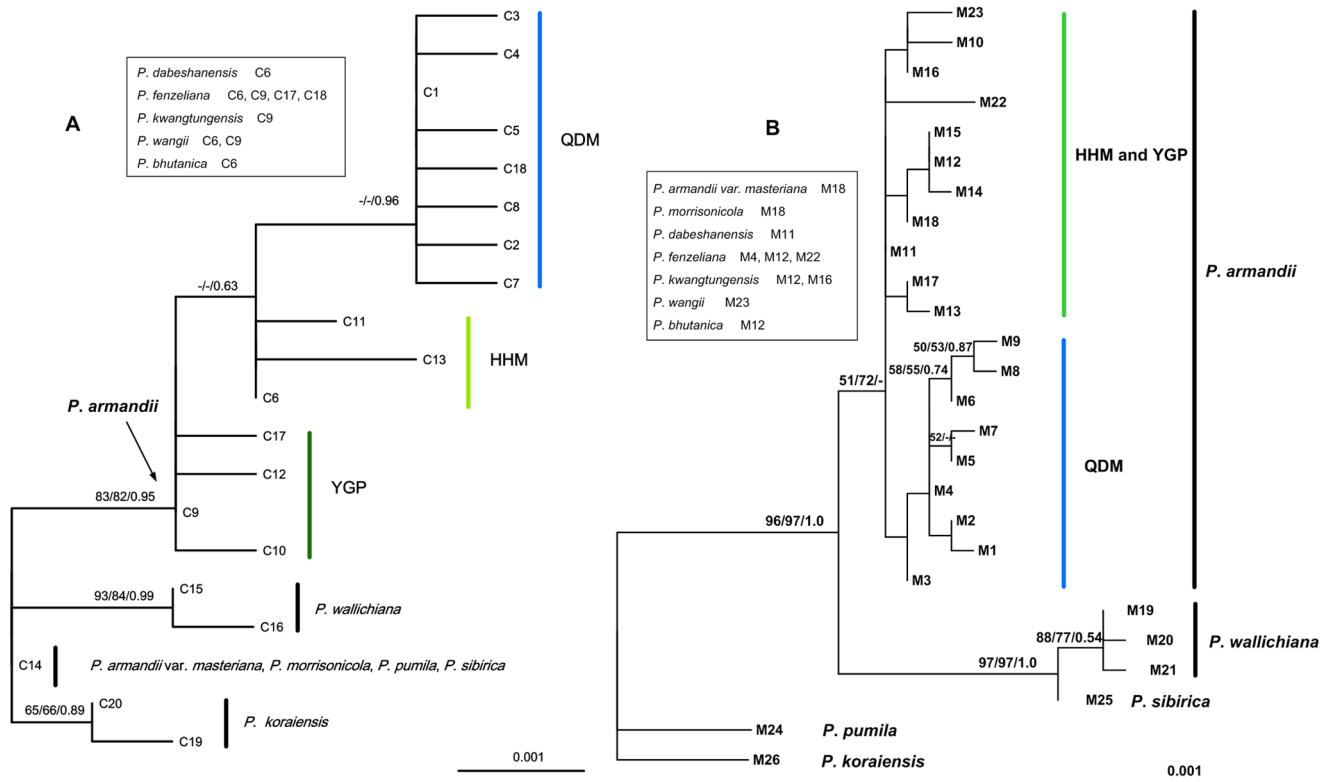 A
P. dabeshanensis C6
P. fenzeliana C6, C9, C17, C18
P. kwangtungensis C9
P. wangii C6, C9
P. bhutanica C6
C3
C4
C1
C5
C18
C8
C2
C7
QDM
-/-/0.96
-/-/0.63
C11
C13
C6
HHM
P. armandii
C17
C12
C9
C10
YGP
83/82/0.95
93/84/0.99
C15
C16
P. wallichiana
C14
P. armandii var. masteriana, P. morrisonicola, P. pumila, P. sibirica
65/66/0.89
C20
C19
P. koraiensis
0.001
B
P. armandii var. masteriana M18
P. morrisonicola M18
P. dabeshanensis M11
P. fenzeliana M4, M12, M22
P. kwangtungensis M12, M16
P. wangii M23
P. bhutanica M12
M23
M10
M16
M22
M15
M12
M14
M18
M11
M17
M13
HHM and YGP
P. armandii
50/53/0.87
M9
M8
58/55/0.74
M6
51/72/-
M7
52/-/-
M5
QDM
M4
M2
M1
M3
96/97/1.0
M19
88/77/0.54
M20
M21
P. wallichiana
97/97/1.0
M25 P. sibirica
M24 P. pumila
M26 P. koraiensis
0.001